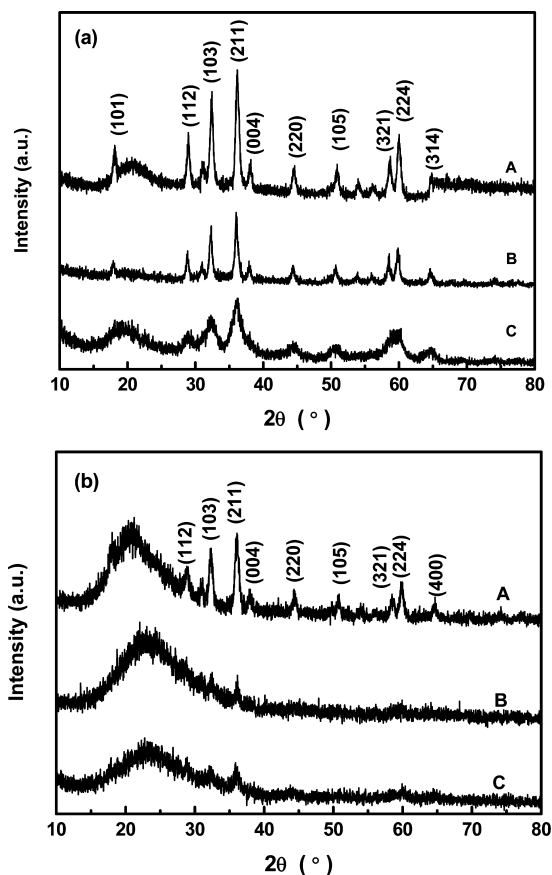 (a)
(101)
(112)
(103)
(211)
(004)
(220)
(105)
(321)
(224)
(314)
A
B
C
Intensity (a.u.)
10 20 30 40 50 60 70 80
2θ (°)
(b)
(112)
(103)
(211)
(004)
(220)
(105)
(321)
(224)
(400)
A
B
C
Intensity (a.u.)
10 20 30 40 50 60 70 80
2θ (°)